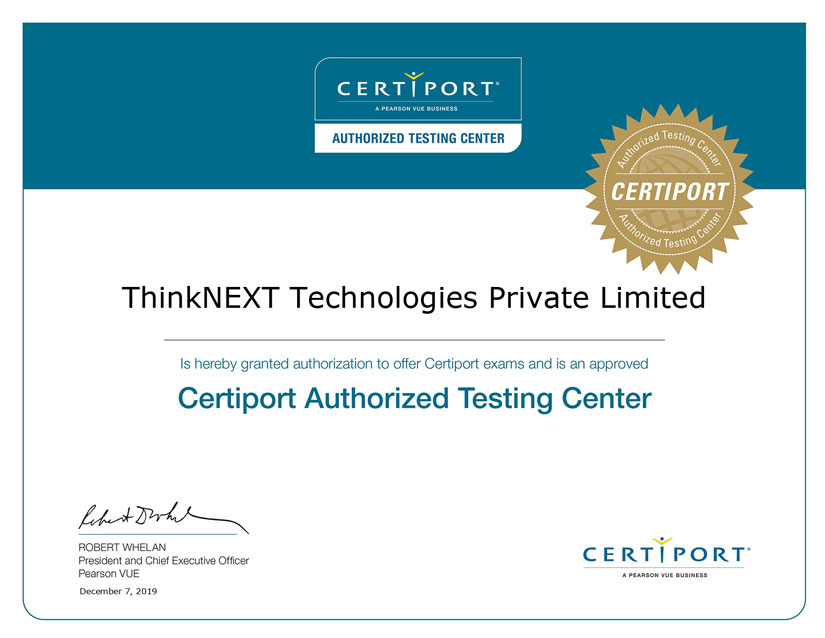 CERTIPORT®
A PEARSON VUE BUSINESS
AUTHORIZED TESTING CENTER
Authorized Testing Center
CERTIPORT
Authorized Testing Center
ThinkNEXT Technologies Private Limited
Is hereby granted authorization to offer Certiport exams and is an approved
Certiport Authorized Testing Center
Robert Whelan
ROBERT WHELAN
President and Chief Executive Officer
Pearson VUE
December 7, 2019
CERTIPORT®
A PEARSON VUE BUSINESS